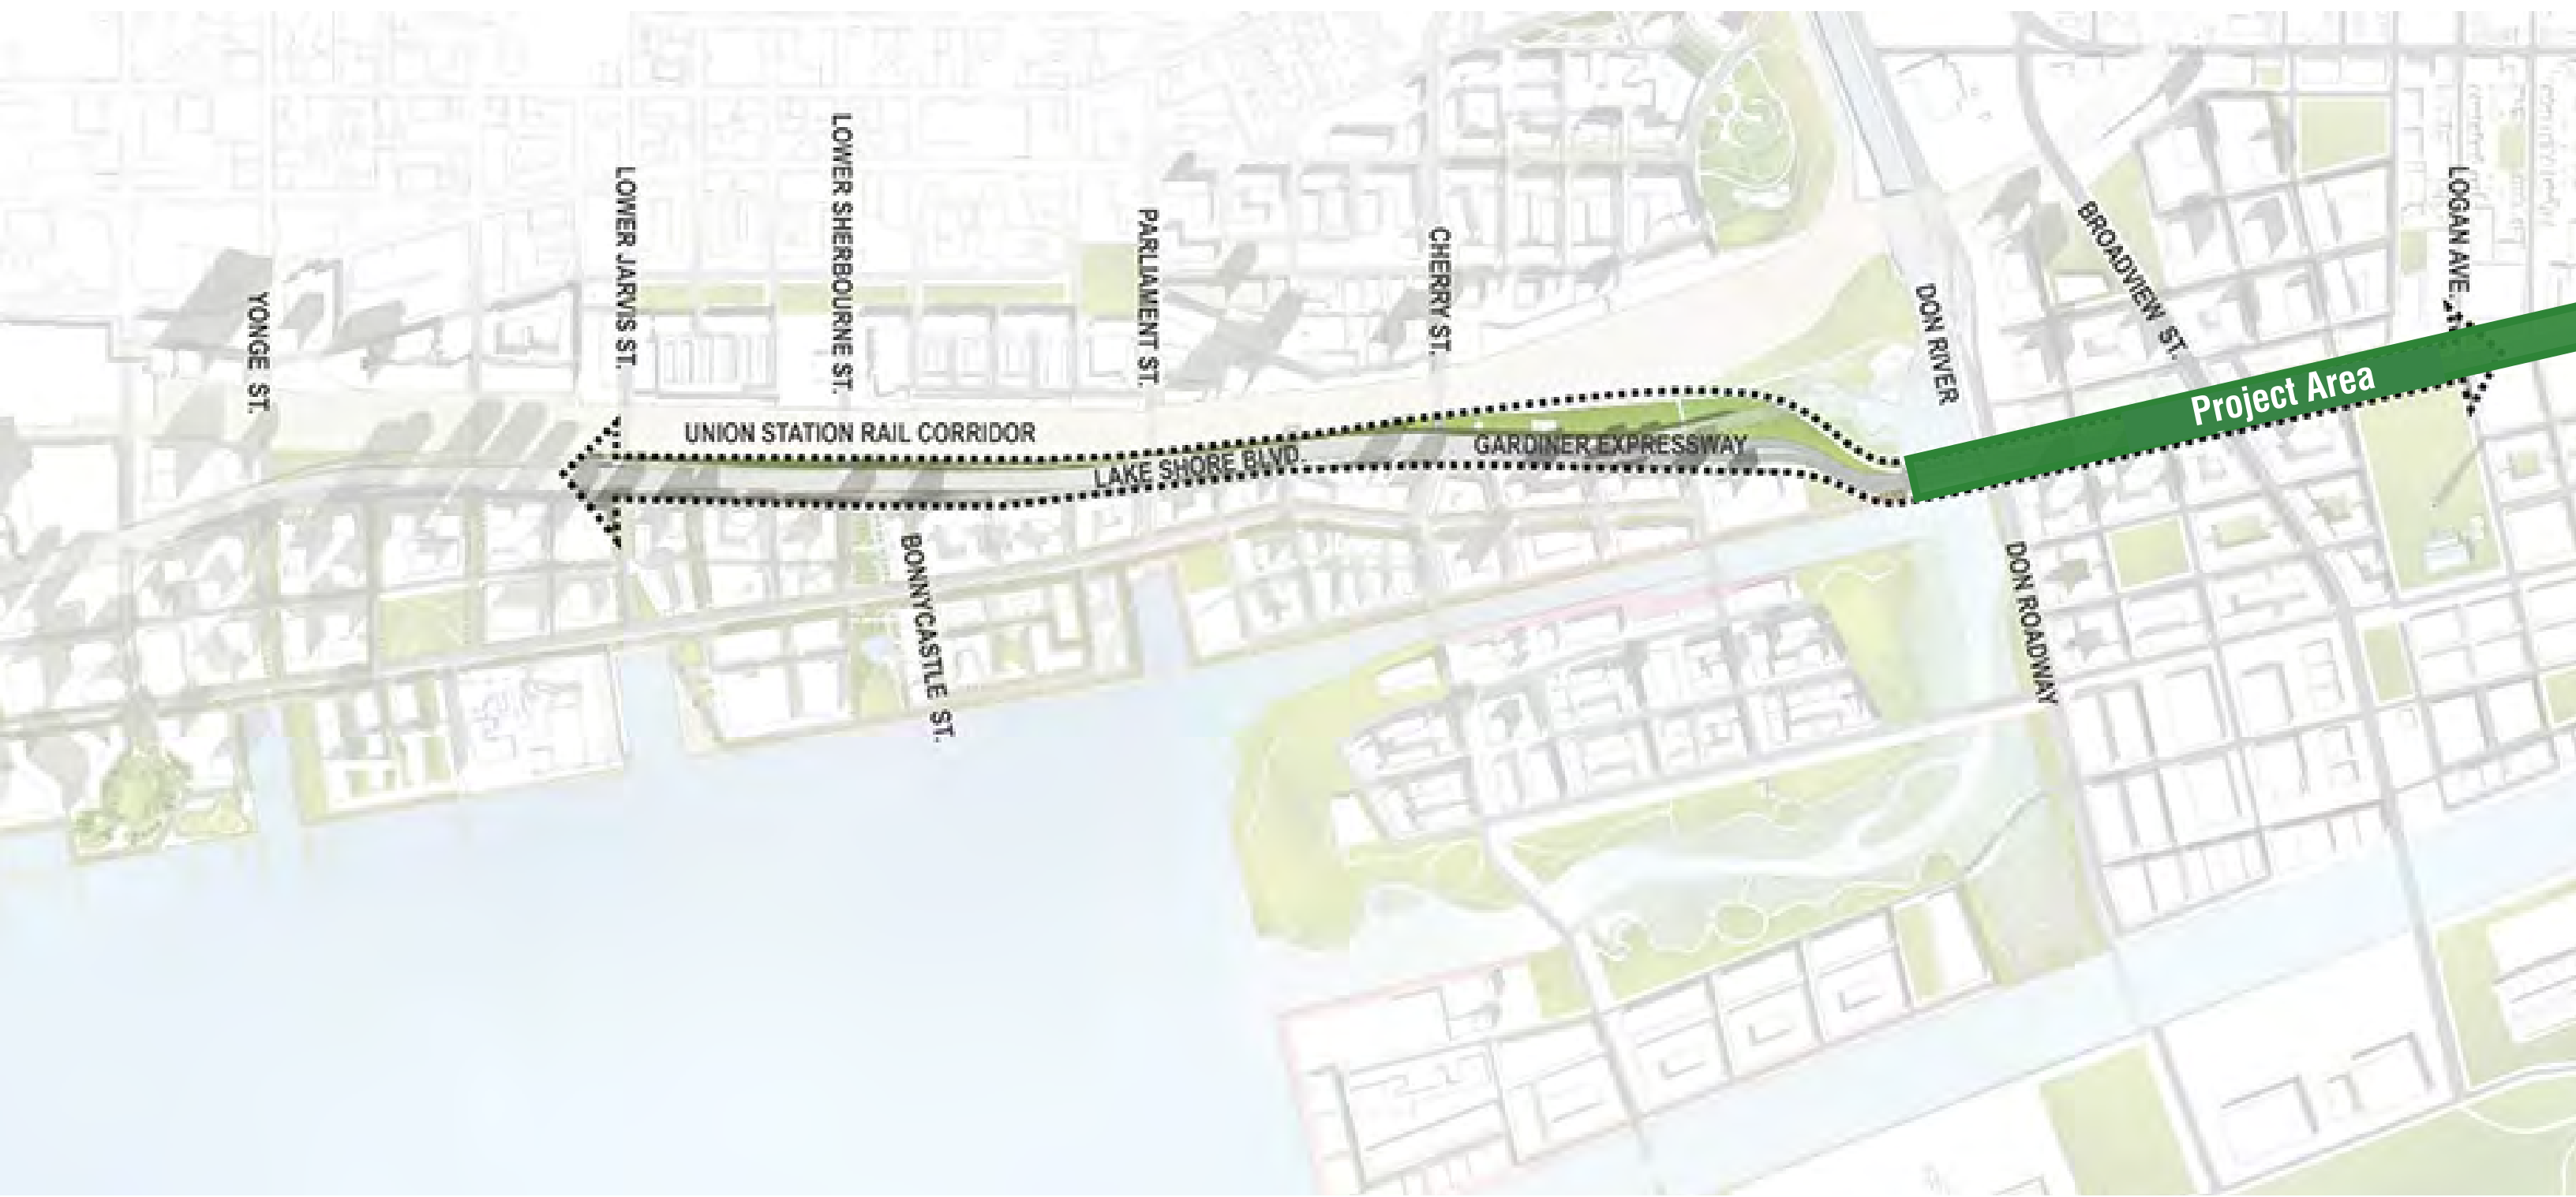 YONGE ST.
LOWER JARVIS ST.
LOWER SHERBOURNE ST.
PARLIAMENT ST.
CHERRY ST.
DON RIVER
BROADVIEW ST.
LOGAN AVE.
Project Area
UNION STATION RAIL CORRIDOR
LAKE SHORE BLVD.
GARDINER EXPRESSWAY
BONNYCASTLE ST.
DON ROADWAY